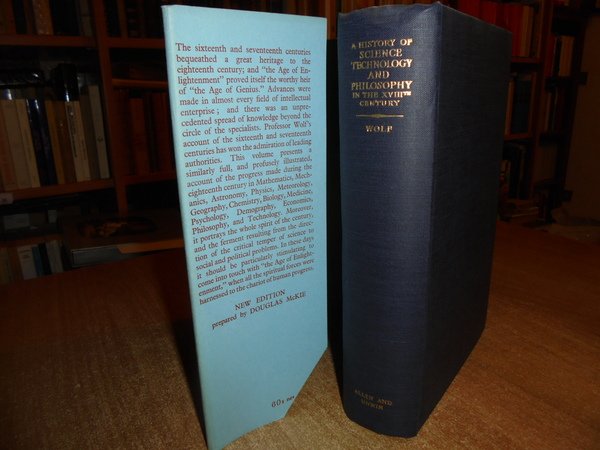 The sixteenth and seventeenth centuries
bequeathed a great heritage to the
eighteenth century; and "the Age of En-
lightenment" proved itself the worthy heir
of "the Age of Genius." Advances were
made in almost every field of intellectual
enterprise; and there was an unpre-
cedented spread of knowledge beyond the
circle of the specialists. Professor Wolf's
account of the sixteenth and seventeenth
centuries has won the admiration of leading
authorities. This volume presents a
similarly full, and profusely illustrated,
account of the progress made during the
eighteenth century in Mathematics, Mech-
anics, Astronomy, Physics, Meteorology,
Geography, Chemistry, Biology, Medicine,
Psychology, Demography, Economics
Philosophy, and Technology. Moreover,
it portrays the whole spirit of the century,
and the ferment resulting from the direc-
tion of the critical temper of science to
social and political problems. In these days
it should be particularly stimulating to
come into touch with "the Age of Enlight-
enment," when all the spiritual forces were
harnessed to the chariot of human progress.
NEW EDITION
prepared by DOUGLAS McKIE
60s net
A HISTORY OF
SCIENCE
TECHNOLOGY
AND
PHILOSOPHY
IN THE XVIIITH
CENTURY
WOLF
ALLEN AND
UNWIN